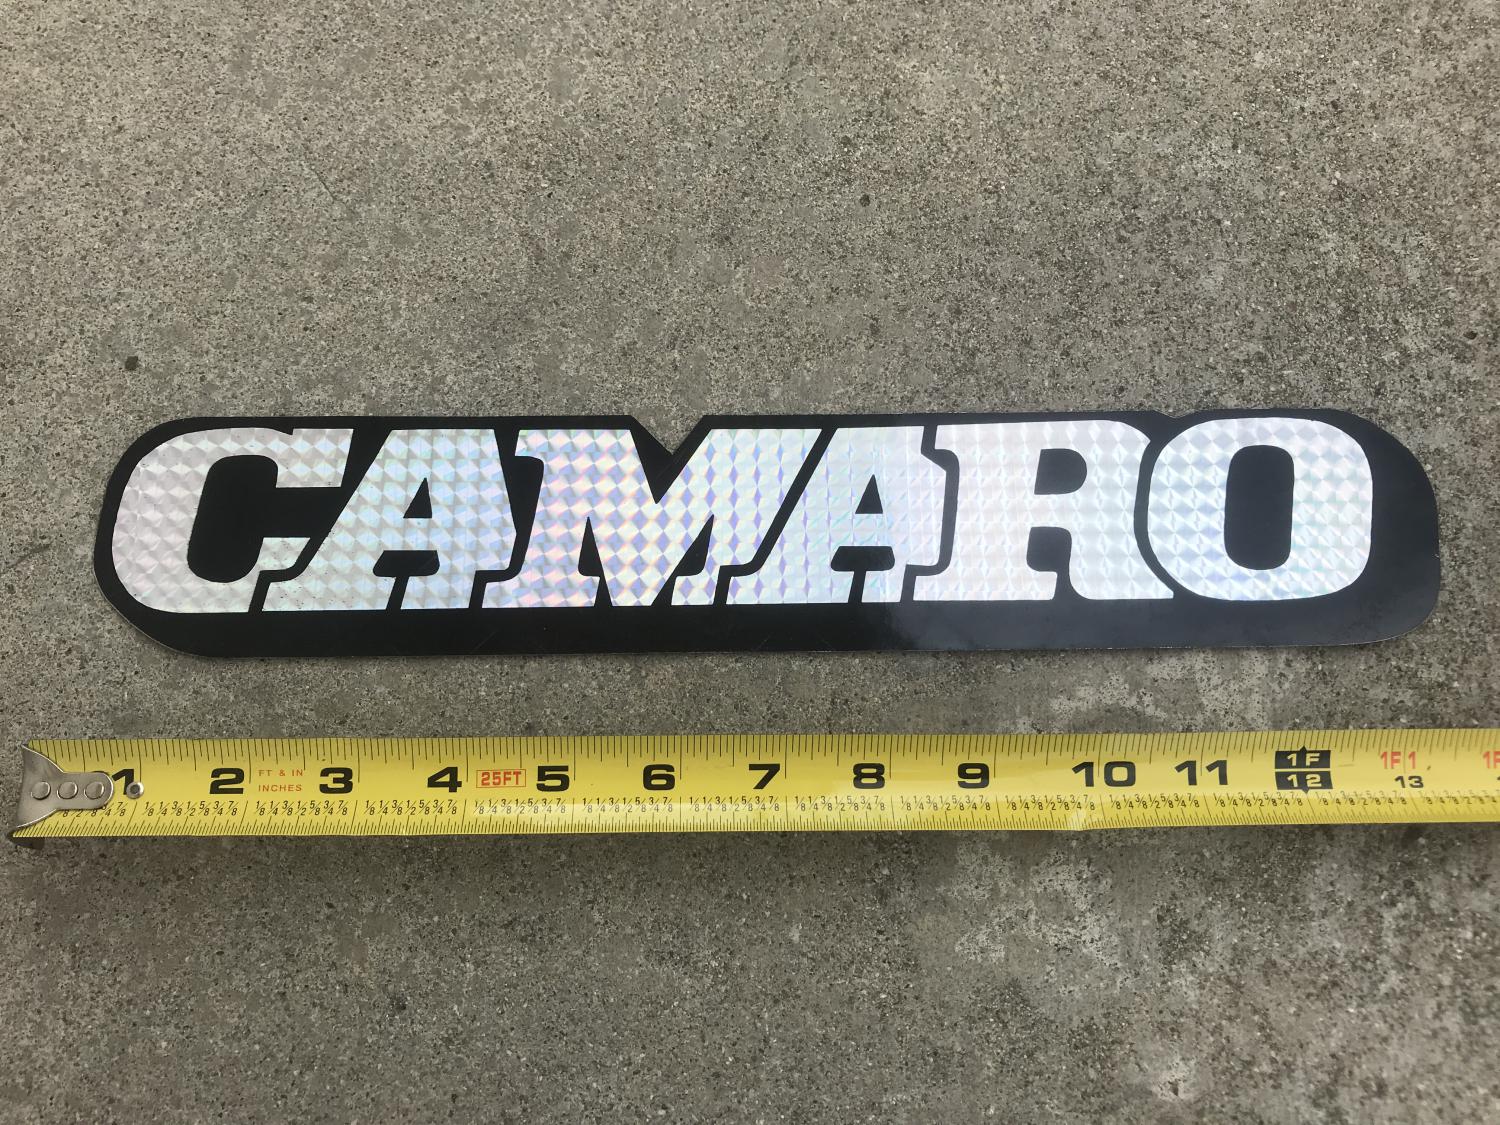 CAMARO
1 2 FT & IN 3 4 25FT 5 6 7 8 9 10 11 1F 1F1 1F
INCHES 12 13